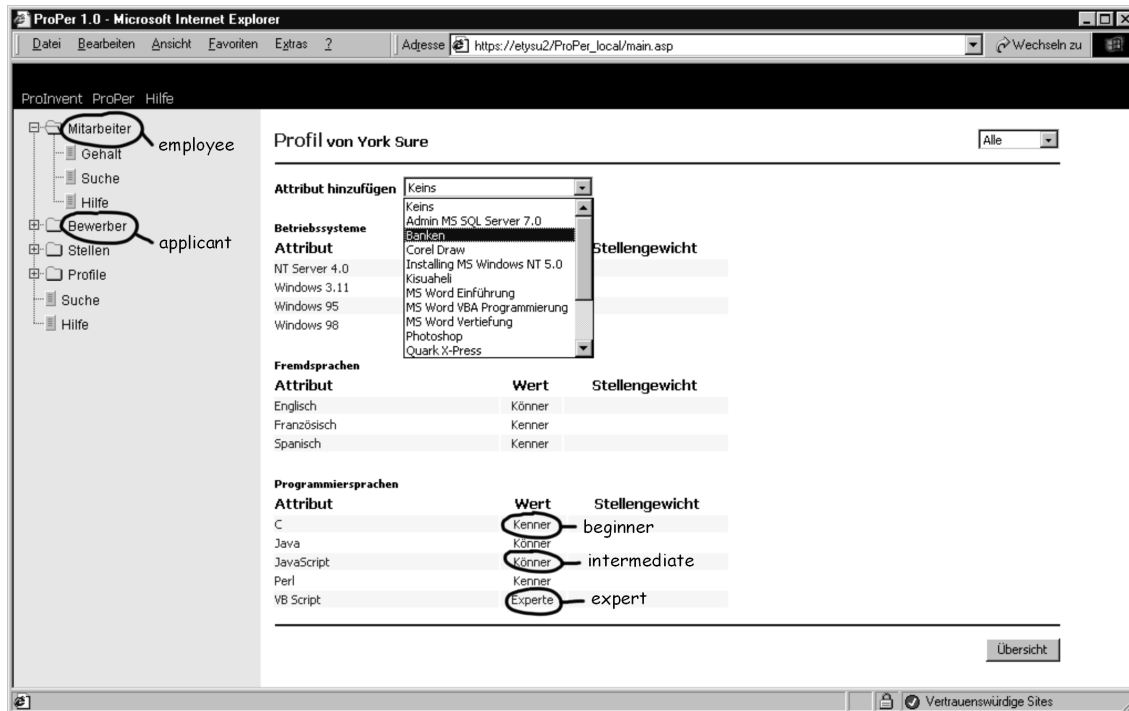 ProPer 1.0 - Microsoft Internet Explorer
Datei Bearbeiten Ansicht Favoriten Extras ? Adresse https://etysu2/ProPer_local/main.asp Wechseln zu
ProInvent ProPer Hilfe
Mitarbeiter
employee
Gehalt
Suche
Hilfe
Bewerber
applicant
Stellen
Profile
Suche
Hilfe
Profil von York Sure
Alle
Attribut hinzufügen Keins
Keins
Admin MS SQL Server 7.0
Banken
Corel Draw
Installing MS Windows NT 5.0
Kisuaheli
MS Word Einführung
MS Word VBA Programmierung
MS Word Vertiefung
Photoshop
Quark X-Press
Betriebssysteme
Attribut Stellengewicht
NT Server 4.0
Windows 3.11
Windows 95
Windows 98
Fremdsprachen
Attribut Wert Stellengewicht
Englisch Könner
Französisch Kenner
Spanisch Kenner
Programmiersprachen
Attribut Wert Stellengewicht
C Kenner beginner
Java Könner
JavaScript Könner intermediate
Perl Kenner
VB Script Experte expert
Übersicht
Vertrauenswürdige Sites